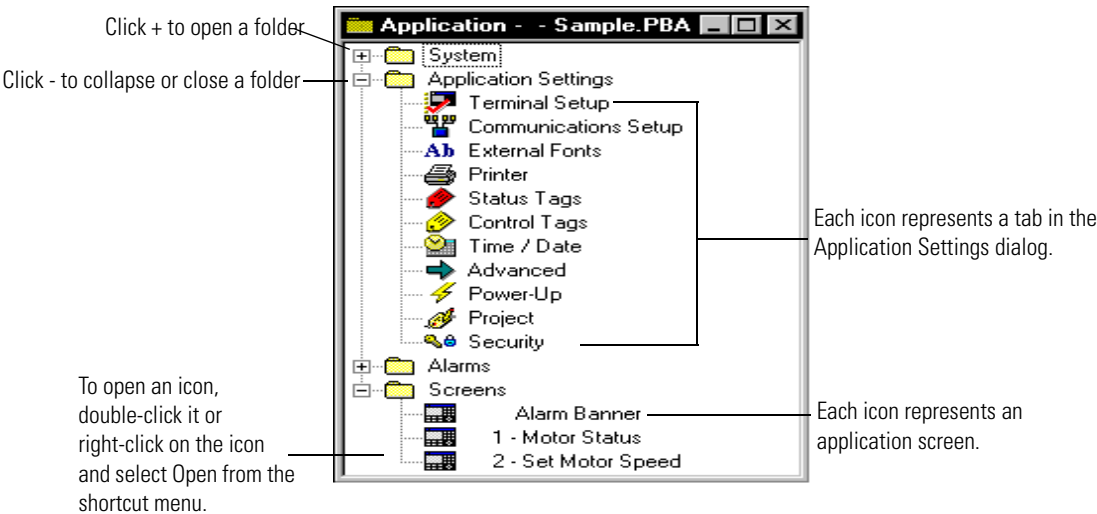 Application - - Sample.PBA
Click + to open a folder
System
Click - to collapse or close a folder
Application Settings
Terminal Setup
Communications Setup
Ab External Fonts
Printer
Status Tags
Control Tags
Time / Date
Advanced
Power-Up
Project
Security
Each icon represents a tab in the
Application Settings dialog.
Alarms
Screens
Alarm Banner
1 - Motor Status
2 - Set Motor Speed
To open an icon,
double-click it or
right-click on the icon
and select Open from the
shortcut menu.
Each icon represents an
application screen.